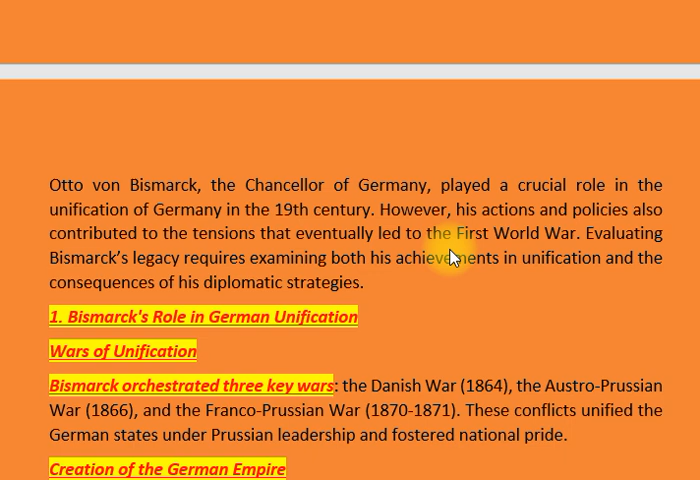 Otto von Bismarck, the Chancellor of Germany, played a crucial role in the
unification of Germany in the 19th century. However, his actions and policies also
contributed to the tensions that eventually led to the First World War. Evaluating
Bismarck’s legacy requires examining both his achievements in unification and the
consequences of his diplomatic strategies.
1. Bismarck's Role in German Unification
Wars of Unification
Bismarck orchestrated three key wars: the Danish War (1864), the Austro-Prussian
War (1866), and the Franco-Prussian War (1870-1871). These conflicts unified the
German states under Prussian leadership and fostered national pride.
Creation of the German Empire